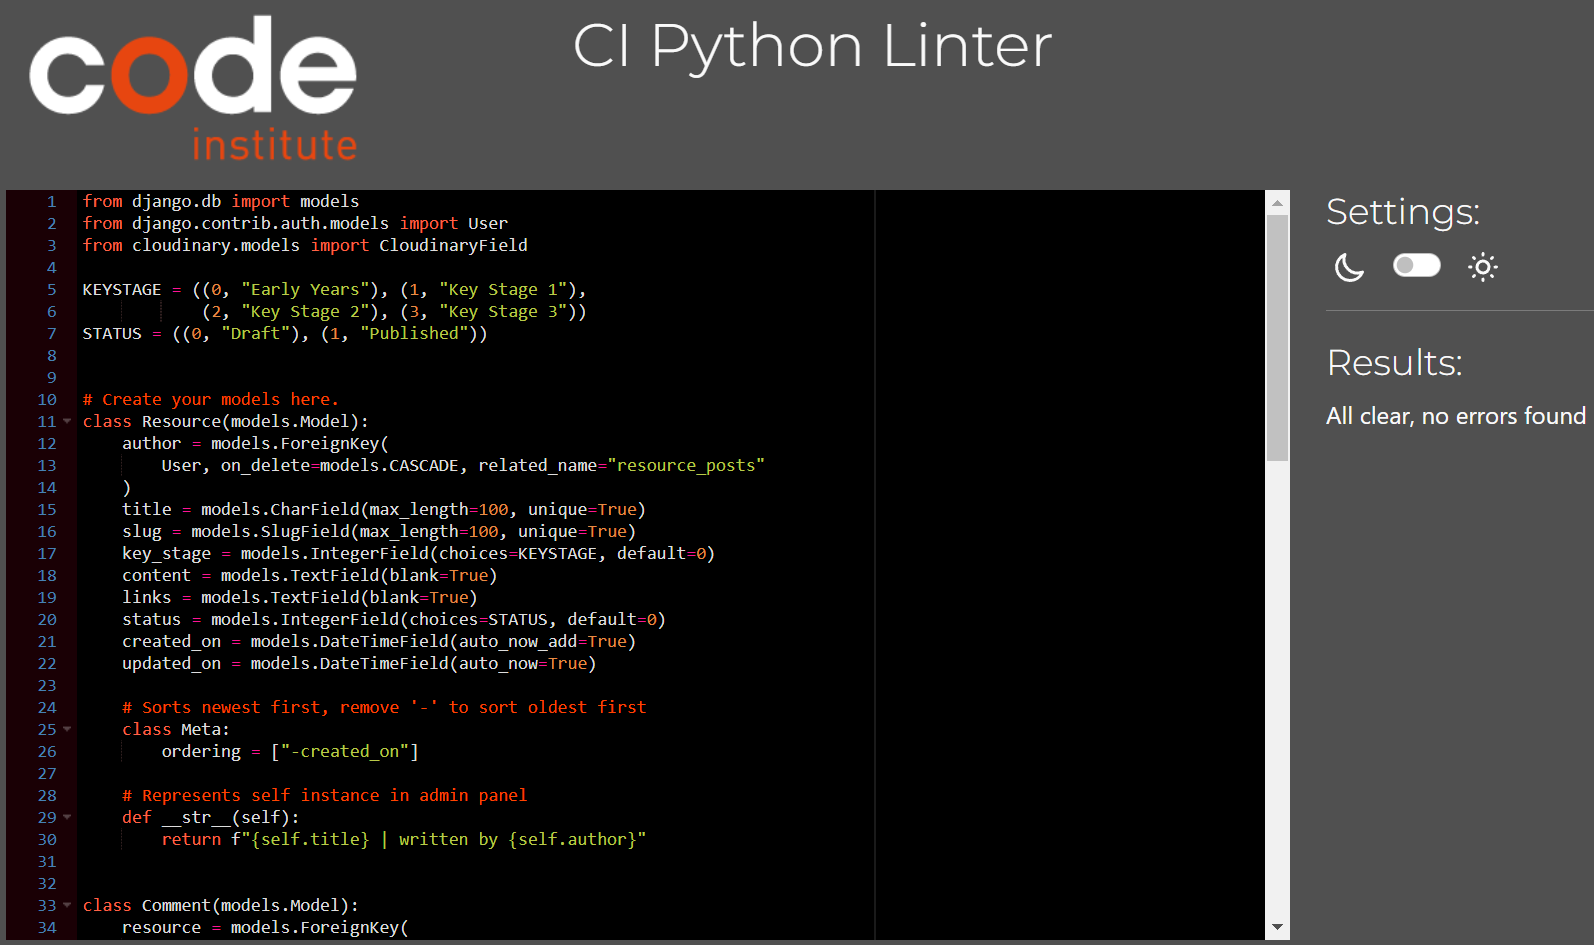 code
institute
CI Python Linter
1 from django.db import models
2 from django.contrib.auth.models import User
3 from cloudinary.models import CloudinaryField
4
5 KEYSTAGE = ((0, "Early Years"), (1, "Key Stage 1"),
6             (2, "Key Stage 2"), (3, "Key Stage 3"))
7 STATUS = ((0, "Draft"), (1, "Published"))
8
9
10 # Create your models here.
11 class Resource(models.Model):
12     author = models.ForeignKey(
13         User, on_delete=models.CASCADE, related_name="resource_posts"
14     )
15     title = models.CharField(max_length=100, unique=True)
16     slug = models.SlugField(max_length=100, unique=True)
17     key_stage = models.IntegerField(choices=KEYSTAGE, default=0)
18     content = models.TextField(blank=True)
19     links = models.TextField(blank=True)
20     status = models.IntegerField(choices=STATUS, default=0)
21     created_on = models.DateTimeField(auto_now_add=True)
22     updated_on = models.DateTimeField(auto_now=True)
23
24     # Sorts newest first, remove '-' to sort oldest first
25     class Meta:
26         ordering = ["-created_on"]
27
28     # Represents self instance in admin panel
29     def __str__(self):
30         return f"{self.title} | written by {self.author}"
31
32
33 class Comment(models.Model):
34     resource = models.ForeignKey(
Settings:
Results:
All clear, no errors found